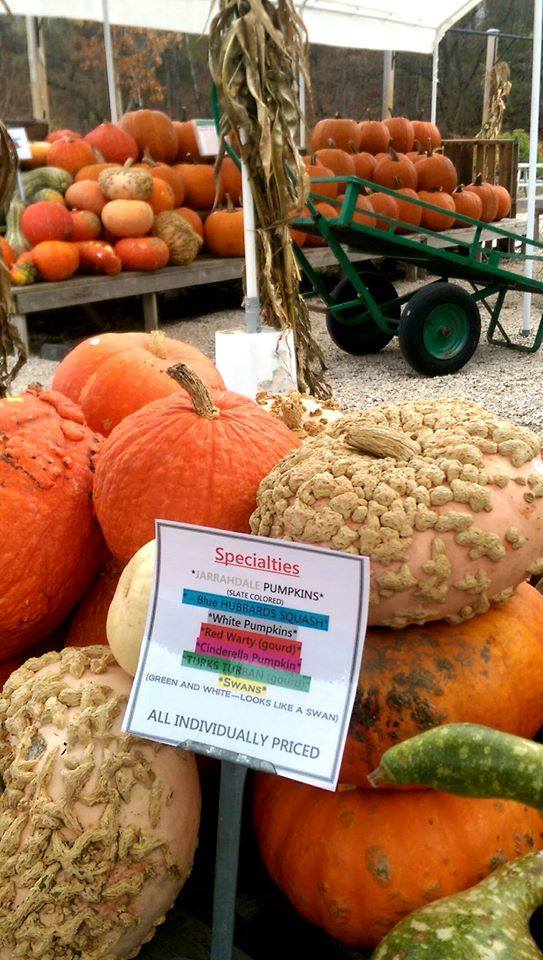 Specialties
*JARRAHDALE PUMPKINS*
(SLATE COLORED)
* - Blue HUBBARDS SQUASH*
*White Pumpkins*
*Red Warty (gourd)*
*Cinderella Pumpkin*
*TURKS TURBAN (gourd)*
*Swans*
(GREEN AND WHITE—LOOKS LIKE A SWAN)
ALL INDIVIDUALLY PRICED